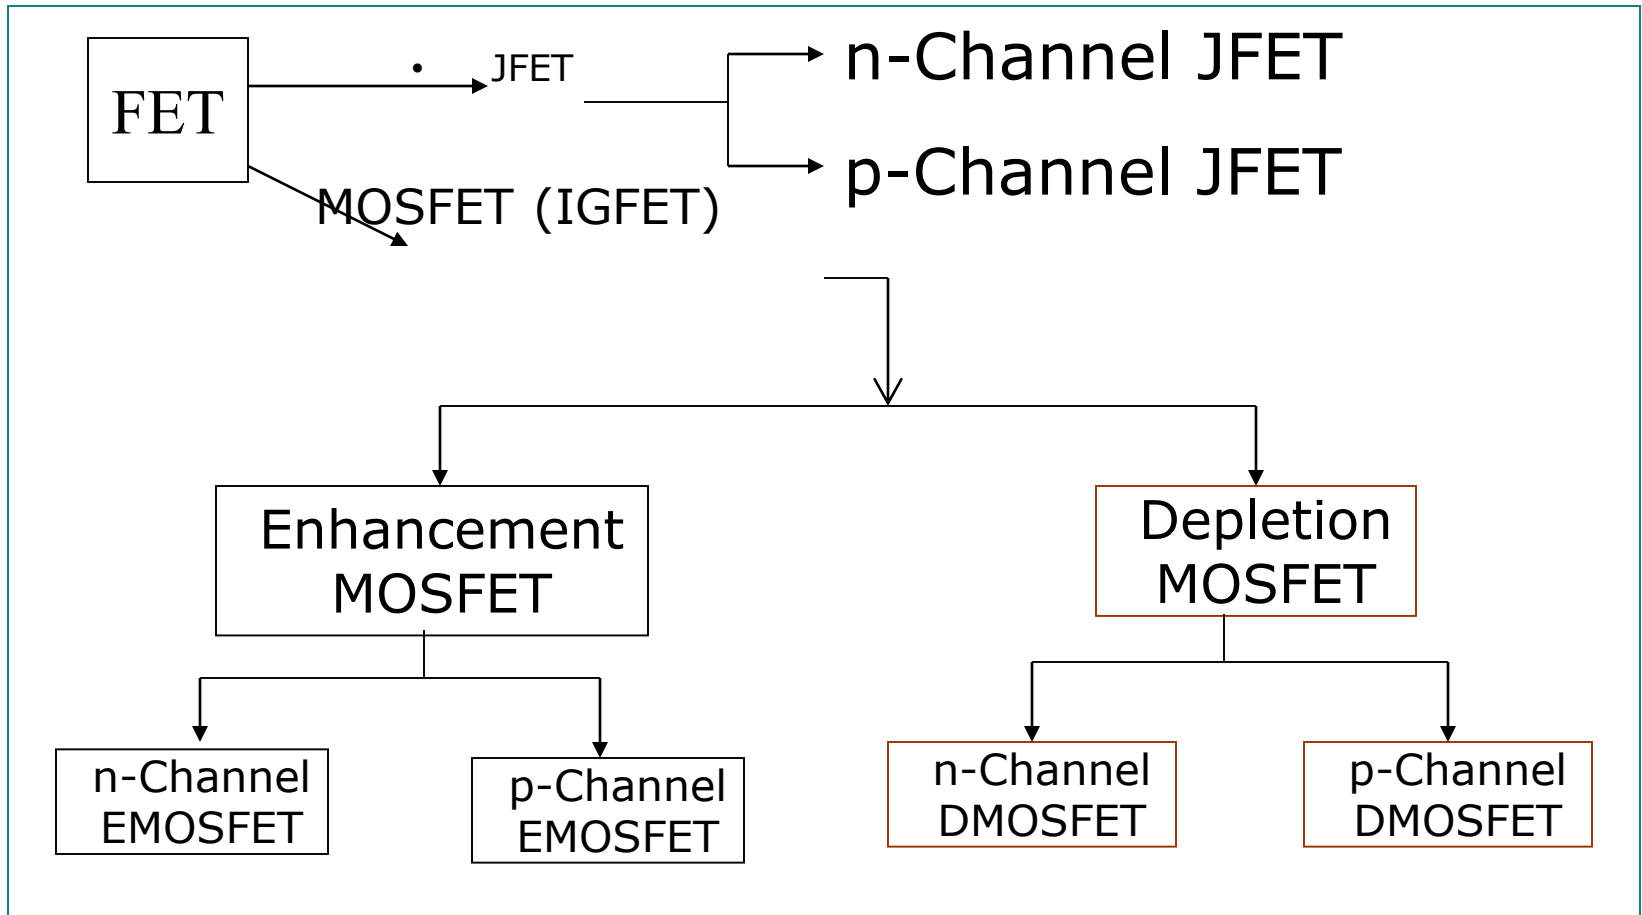 FET
• JFET
n-Channel JFET
p-Channel JFET
MOSFET (IGFET)
Enhancement
MOSFET
Depletion
MOSFET
n-Channel
EMOSFET
p-Channel
EMOSFET
n-Channel
DMOSFET
p-Channel
DMOSFET